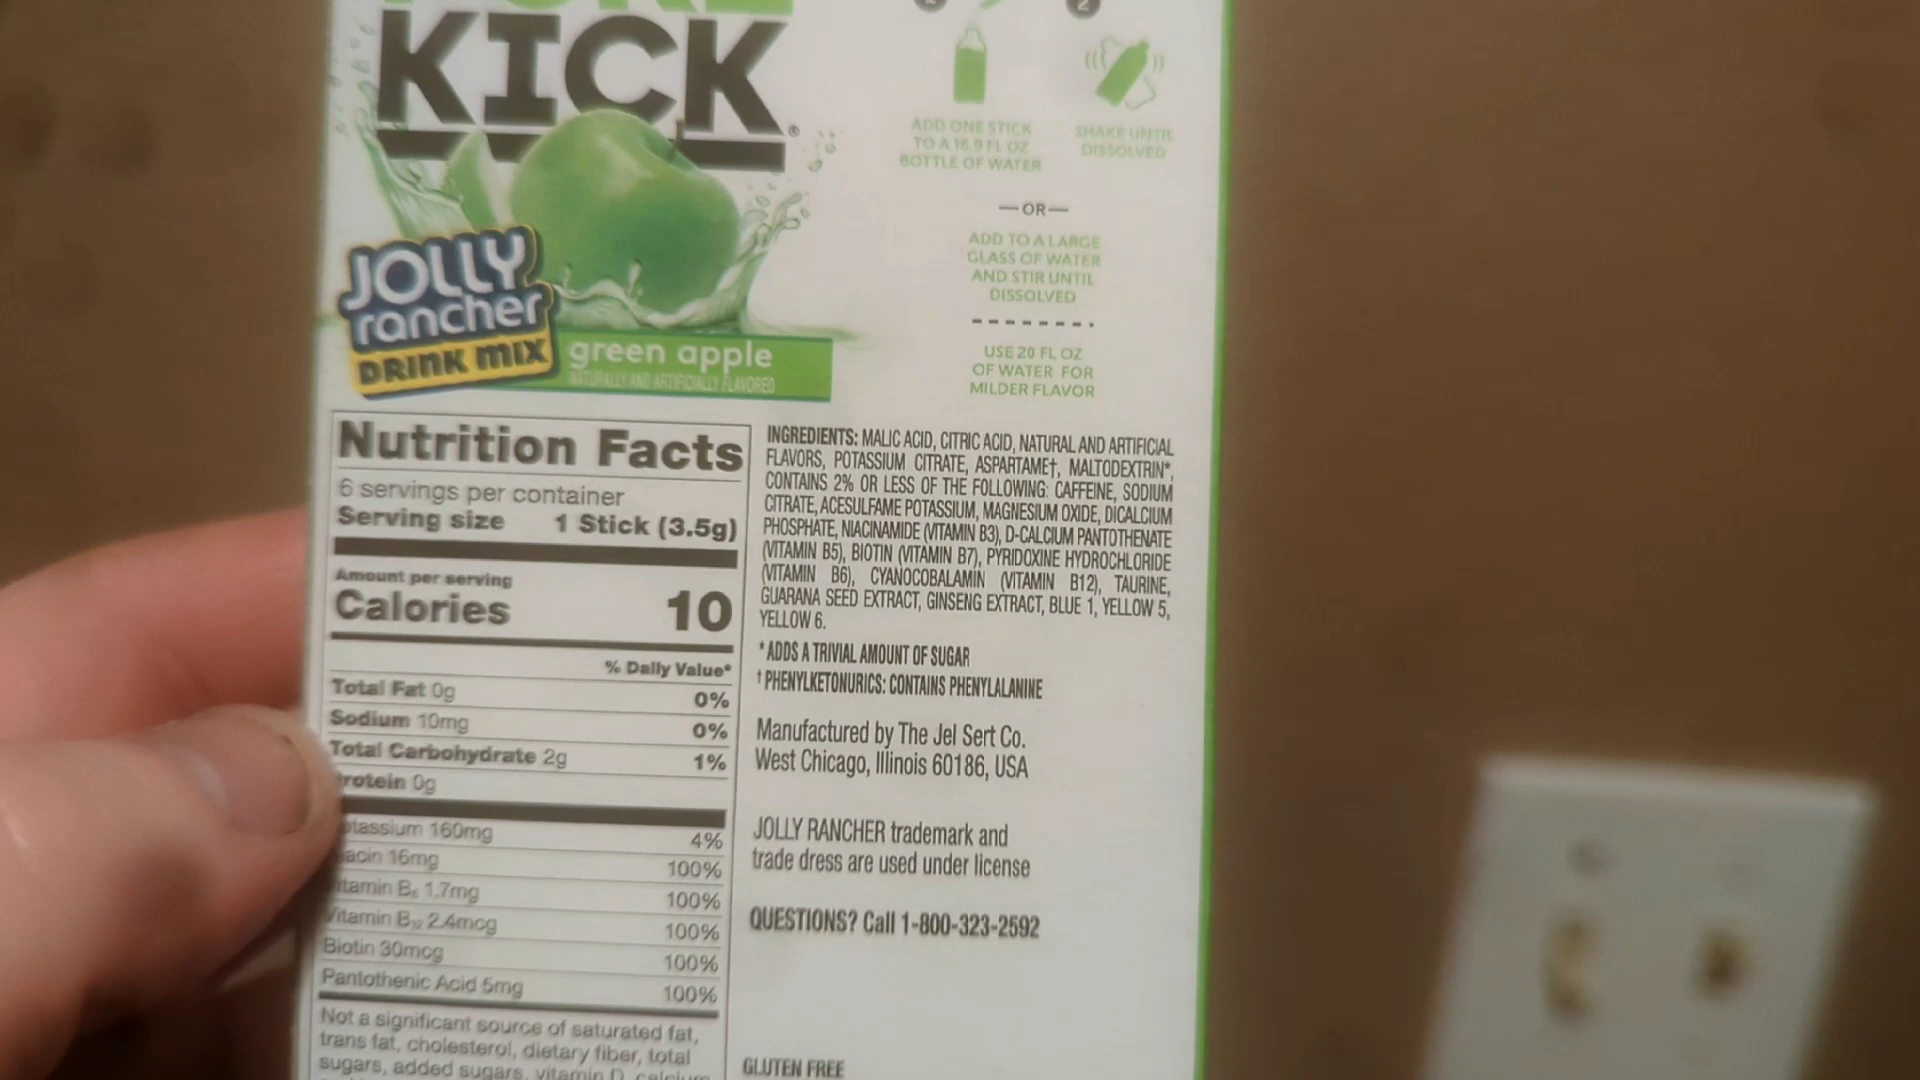 KICK®
JOLLY
rancher
DRINK MIX
green apple
NATURALLY AND ARTIFICIALLY FLAVORED
2
ADD ONE STICK
TO A 16.9 FL OZ
BOTTLE OF WATER
SHAKE UNTIL
DISSOLVED
—OR—
ADD TO A LARGE
GLASS OF WATER
AND STIR UNTIL
DISSOLVED
USE 20 FL OZ
OF WATER FOR
MILDER FLAVOR
Nutrition Facts
6 servings per container
Serving size 1 Stick (3.5g)
Amount per serving
Calories 10
% Daily Value*
Total Fat 0g 0%
Sodium 10mg 0%
Total Carbohydrate 2g 1%
rotein 0g
tassium 160mg 4%
acin 16mg 100%
itamin B₆ 1.7mg 100%
Vitamin B₁₂ 2.4mcg 100%
Biotin 30mcg 100%
Pantothenic Acid 5mg 100%
Not a significant source of saturated fat,
trans fat, cholesterol, dietary fiber, total
sugars, added sugars, vitamin D, calcium
INGREDIENTS: MALIC ACID, CITRIC ACID, NATURAL AND ARTIFICIAL
FLAVORS, POTASSIUM CITRATE, ASPARTAME†, MALTODEXTRIN*,
CONTAINS 2% OR LESS OF THE FOLLOWING: CAFFEINE, SODIUM
CITRATE, ACESULFAME POTASSIUM, MAGNESIUM OXIDE, DICALCIUM
PHOSPHATE, NIACINAMIDE (VITAMIN B3), D-CALCIUM PANTOTHENATE
(VITAMIN B5), BIOTIN (VITAMIN B7), PYRIDOXINE HYDROCHLORIDE
(VITAMIN B6), CYANOCOBALAMIN (VITAMIN B12), TAURINE,
GUARANA SEED EXTRACT, GINSENG EXTRACT, BLUE 1, YELLOW 5,
YELLOW 6.
*ADDS A TRIVIAL AMOUNT OF SUGAR
†PHENYLKETONURICS: CONTAINS PHENYLALANINE
Manufactured by The Jel Sert Co.
West Chicago, Illinois 60186, USA
JOLLY RANCHER trademark and
trade dress are used under license
QUESTIONS? Call 1-800-323-2592
GLUTEN FREE